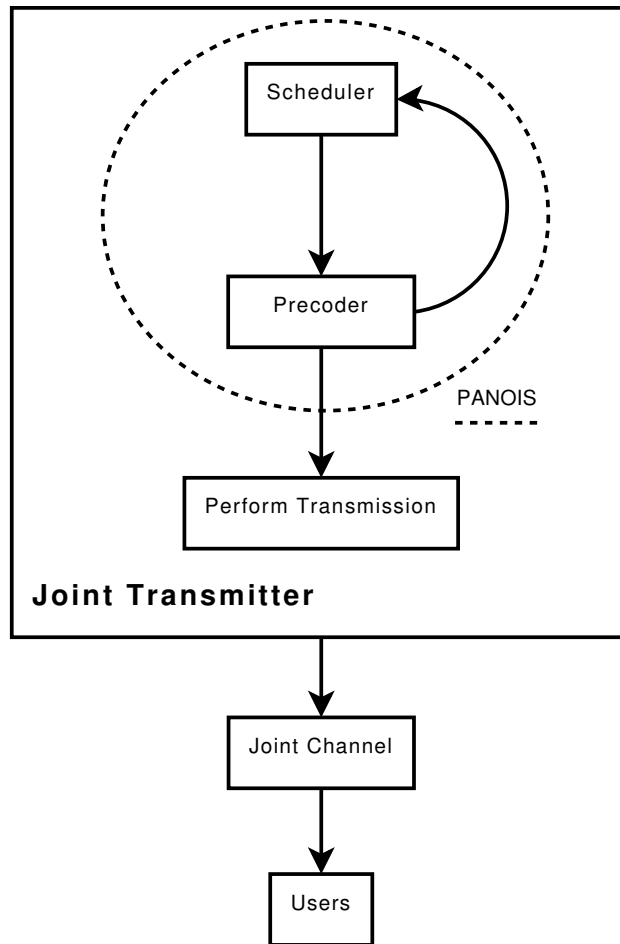 Scheduler
Precoder
PANOIS
Perform Transmission
Joint Transmitter
Joint Channel
Users